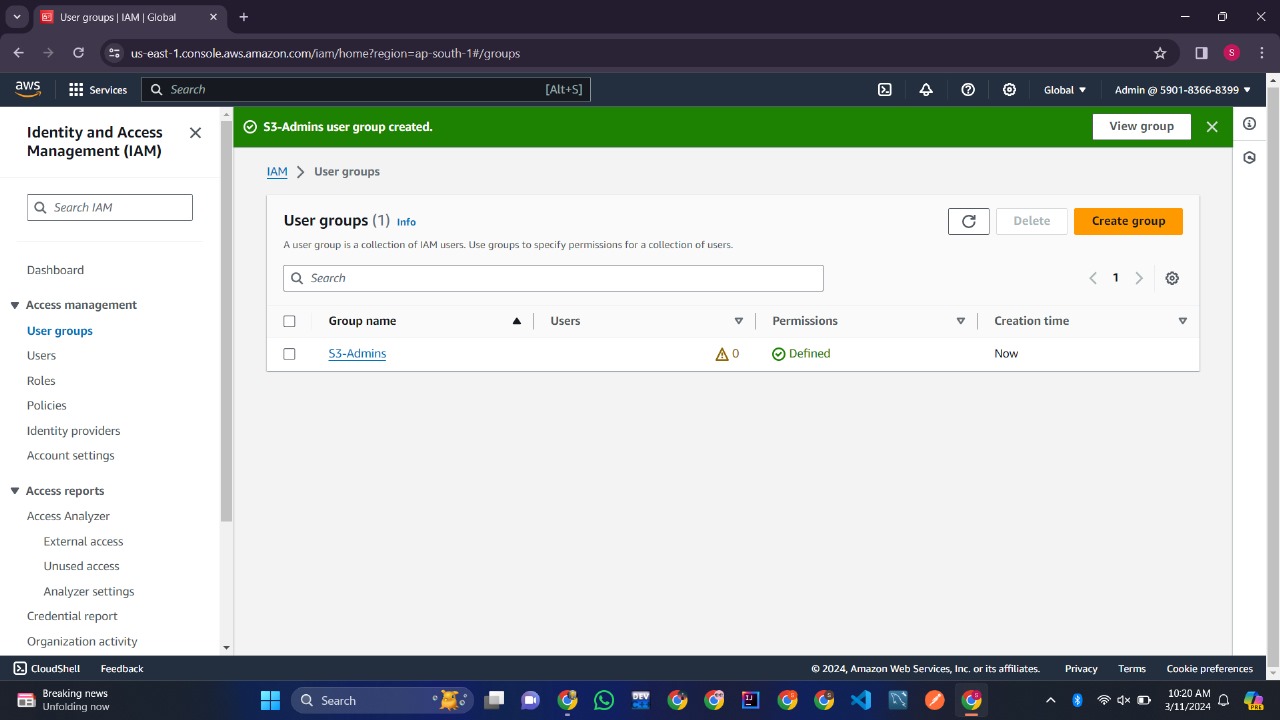 User groups | IAM | Global
us-east-1.console.aws.amazon.com/iam/home?region=ap-south-1#/groups
S
aws
Services
Search
[Alt+S]
Global
Admin @ 5901-8366-8399
Identity and Access
Management (IAM)
Search IAM
Dashboard
Access management
User groups
Users
Roles
Policies
Identity providers
Account settings
Access reports
Access Analyzer
External access
Unused access
Analyzer settings
Credential report
Organization activity
S3-Admins user group created.
View group
IAM
User groups
User groups (1) Info
Delete
Create group
A user group is a collection of IAM users. Use groups to specify permissions for a collection of users.
Search
1
Group name
Users
Permissions
Creation time
S3-Admins
0
Defined
Now
CloudShell
Feedback
© 2024, Amazon Web Services, Inc. or its affiliates.
Privacy
Terms
Cookie preferences
Breaking news
Unfolding now
Search
10:20 AM
3/11/2024